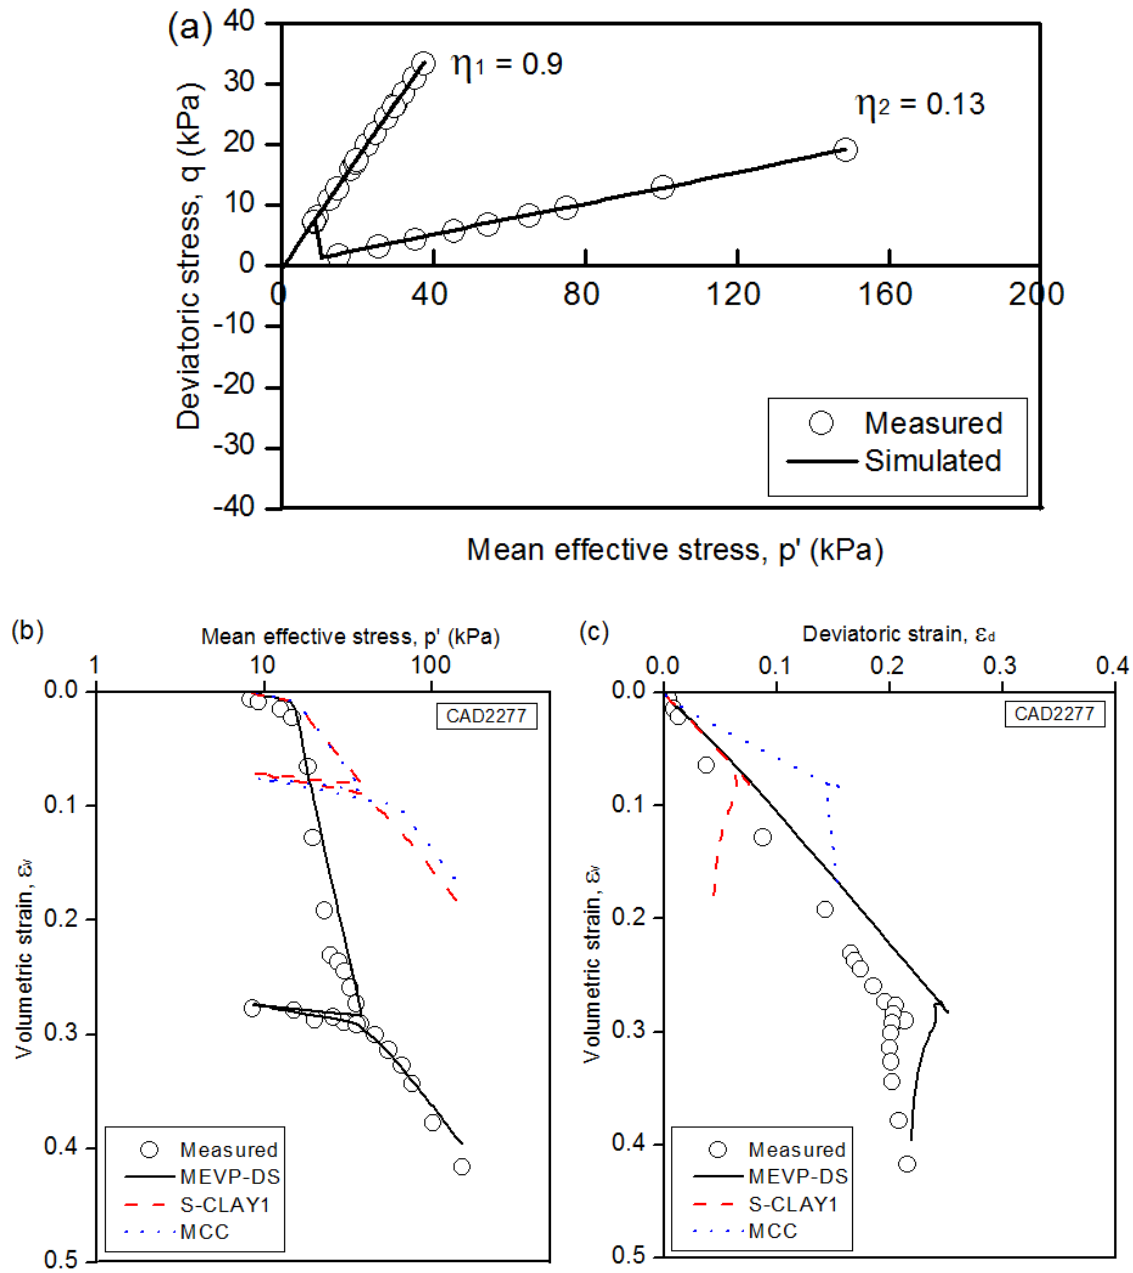 (a)
40
30
20
10
0
-10
-20
-30
-40
Deviatoric stress, q (kPa)
η1 = 0.9
η2 = 0.13
0 40 80 120 160 200
Measured
Simulated
Mean effective stress, p' (kPa)
(b)
Mean effective stress, p' (kPa)
1 10 100
0.0
0.1
0.2
0.3
0.4
0.5
Volumetric strain, εv
CAD2277
Measured
MEVP-DS
S-CLAY1
MCC
(c)
Deviatoric strain, εd
0.0 0.1 0.2 0.3 0.4
0.0
0.1
0.2
0.3
0.4
0.5
Volumetric strain, εv
CAD2277
Measured
MEVP-DS
S-CLAY1
MCC